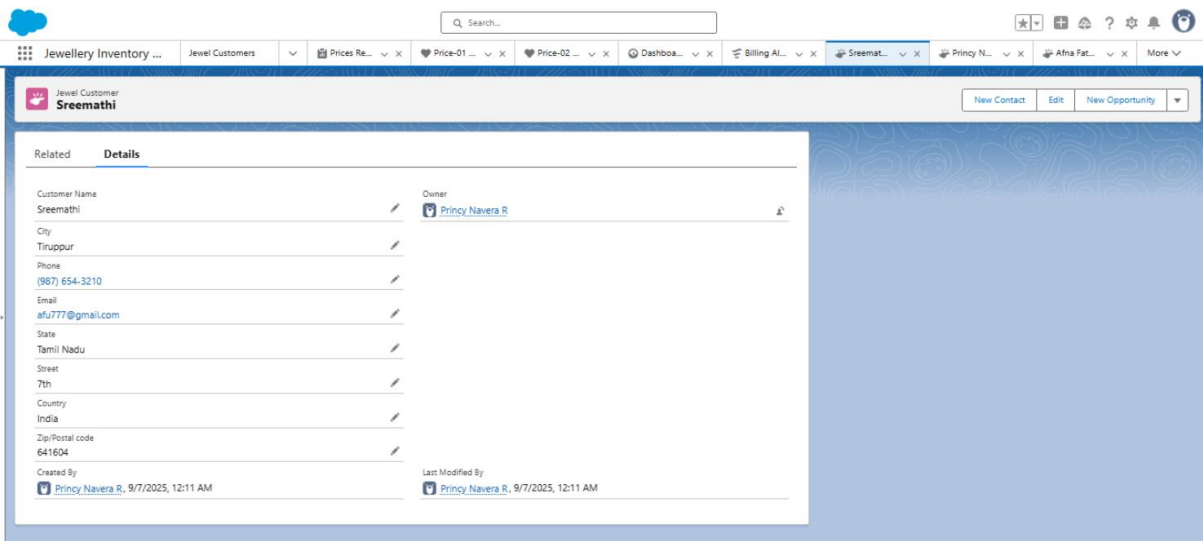 Search...
Jewellery Inventory ... Jewel Customers Prices Re... Price-01 ... Price-02 ... Dashboa... Billing Al... Sreemat... Princy N... Afna Fat... More
Jewel Customer
Sreemathi
New Contact Edit New Opportunity
Related Details
Customer Name Owner
Sreemathi Princy Navera R
City
Tiruppur
Phone
(987) 654-3210
Email
afu777@gmail.com
State
Tamil Nadu
Street
7th
Country
India
Zip/Postal code
641604
Created By Last Modified By
Princy Navera R, 9/7/2025, 12:11 AM Princy Navera R, 9/7/2025, 12:11 AM